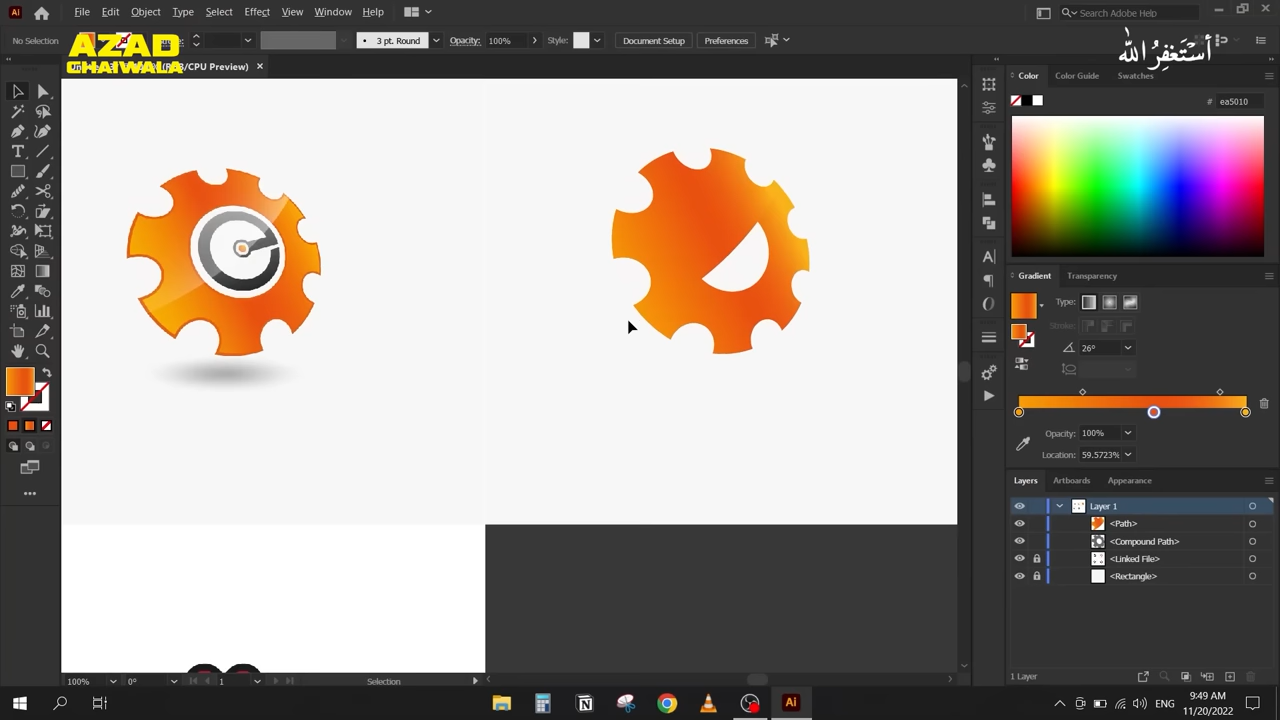 File Edit Object Type Select Effect View Window Help
Search Adobe Help
No Selection
3 pt. Round
Opacity: 100%
Style:
Document Setup
Preferences
AZAD
CHAIWALA
أستغفر الله
(RGB/CPU Preview)
Color Color Guide Swatches
# ea5010
Gradient Transparency
Type:
Stroke:
26°
Opacity: 100%
Location: 59.5723%
Layers Artboards Appearance
Layer 1
<Path>
<Compound Path>
<Linked File>
<Rectangle>
1 Layer
100% 0° 1 Selection
9:49 AM
11/20/2022